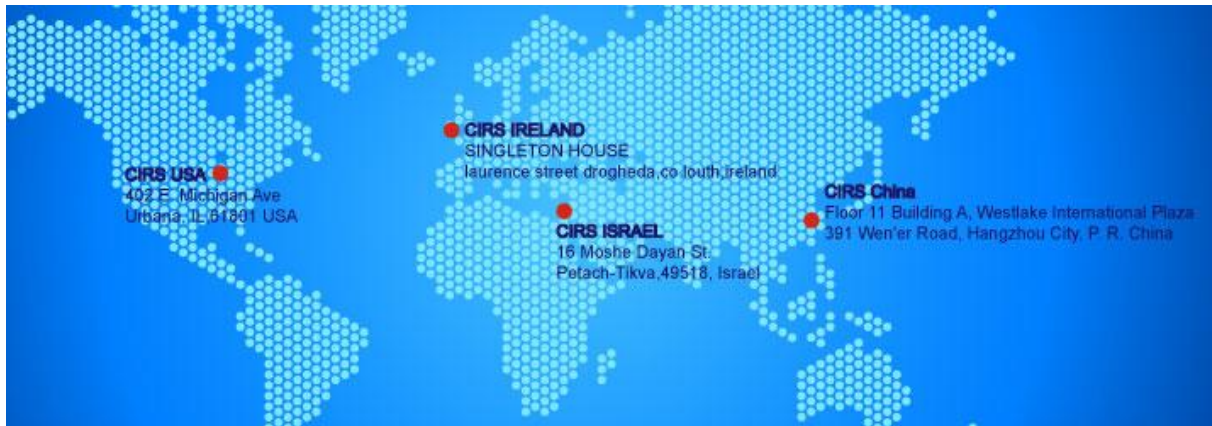 CIRS IRELAND
SINGLETON HOUSE
laurence street drogheda,co louth,ireland
CIRS USA
402 E. Michigan Ave
Urbana, IL 61801 USA
CIRS ISRAEL
16 Moshe Dayan St.
Petach-Tikva,49518, Israel
CIRS China
Floor 11 Building A, Westlake International Plaza
391 Wen'er Road, Hangzhou City, P. R. China